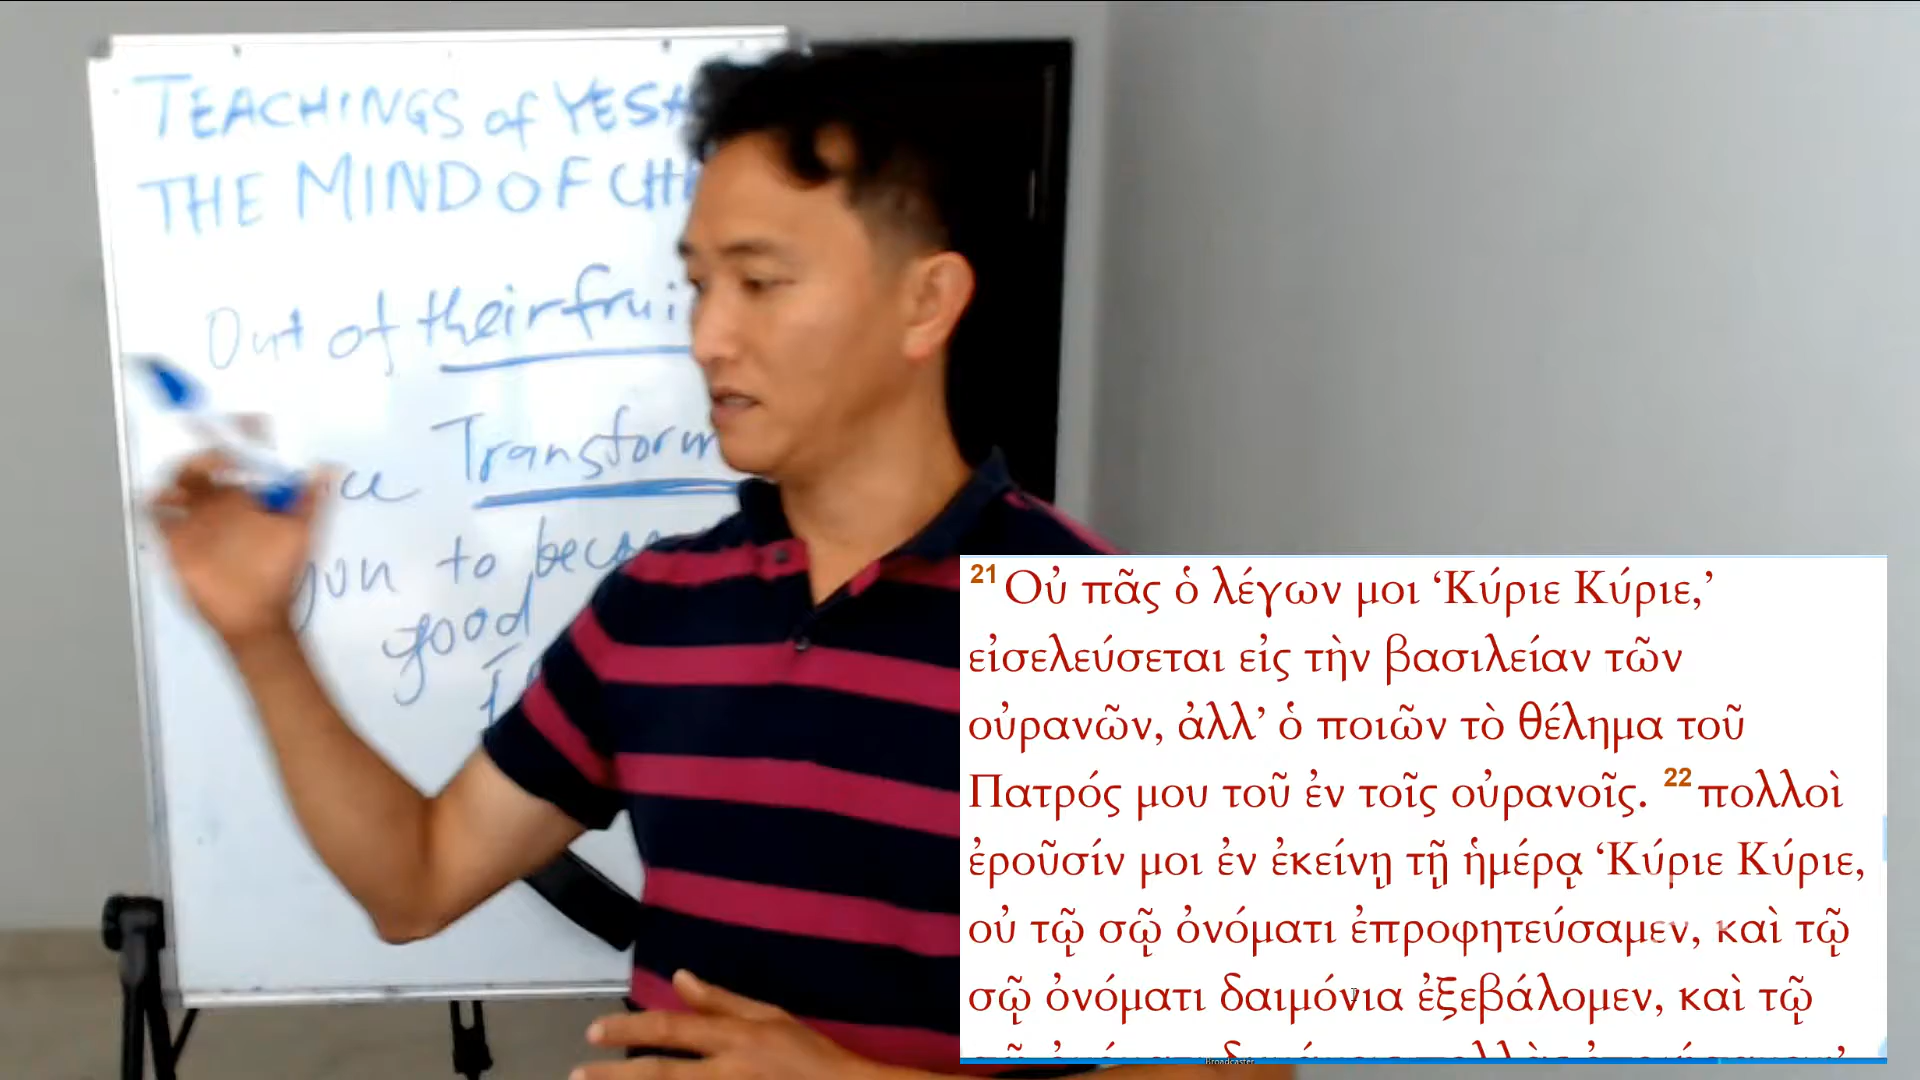 TEACHINGS of YESH
THE MIND OF CH
Out of their frui
Transform
you to beco
good
21 Οὐ πᾶς ὁ λέγων μοι ‘Κύριε Κύριε,’
εἰσελεύσεται εἰς τὴν βασιλείαν τῶν
οὐρανῶν, ἀλλ’ ὁ ποιῶν τὸ θέλημα τοῦ
Πατρός μου τοῦ ἐν τοῖς οὐρανοῖς. 22 πολλοὶ
ἐροῦσίν μοι ἐν ἐκείνῃ τῇ ἡμέρᾳ ‘Κύριε Κύριε,
οὐ τῷ σῷ ὀνόματι ἐπροφητεύσαμεν, καὶ τῷ
σῷ ὀνόματι δαιμόνια ἐξεβάλομεν, καὶ τῷ
Broadcaster